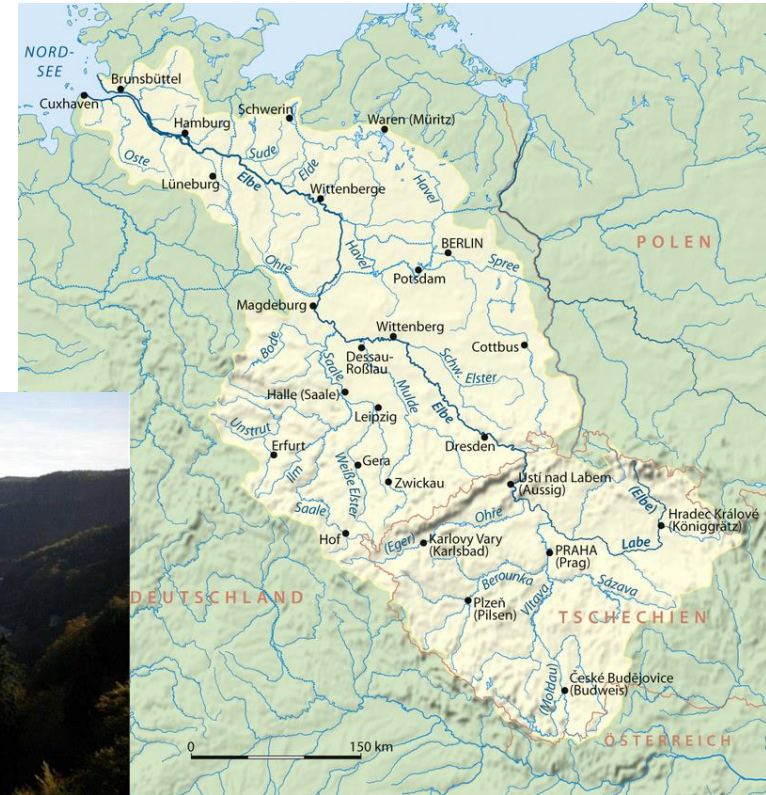 NORD-
SEE
Brunsbüttel
Cuxhaven
Hamburg
Schwerin
Waren (Müritz)
Oste
Sude
Elde
Lüneburg
Elbe
Wittenberge
Havel
POLEN
Ohre
Havel
BERLIN
Spree
Potsdam
Magdeburg
Wittenberg
Bode
Saale
Dessau-
Roßlau
Schw. Elster
Cottbus
Halle (Saale)
Mulde
Elbe
Leipzig
Unstrut
Erfurt
Dresden
Ilm
Weiße Elster
Gera
Zwickau
Ústí nad Labem
(Aussig)
(Elbe)
Hradec Králové
(Königgrätz)
Saale
Hof
Ohře
(Eger)
Karlovy Vary
(Karlsbad)
Labe
PRAHA
(Prag)
Berounka
Sázava
DEUTSCHLAND
Plzeň
(Pilsen)
Vltava
TSCHECHIEN
(Moldau)
České Budějovice
(Budweis)
ÖSTERREICH
0 150 km